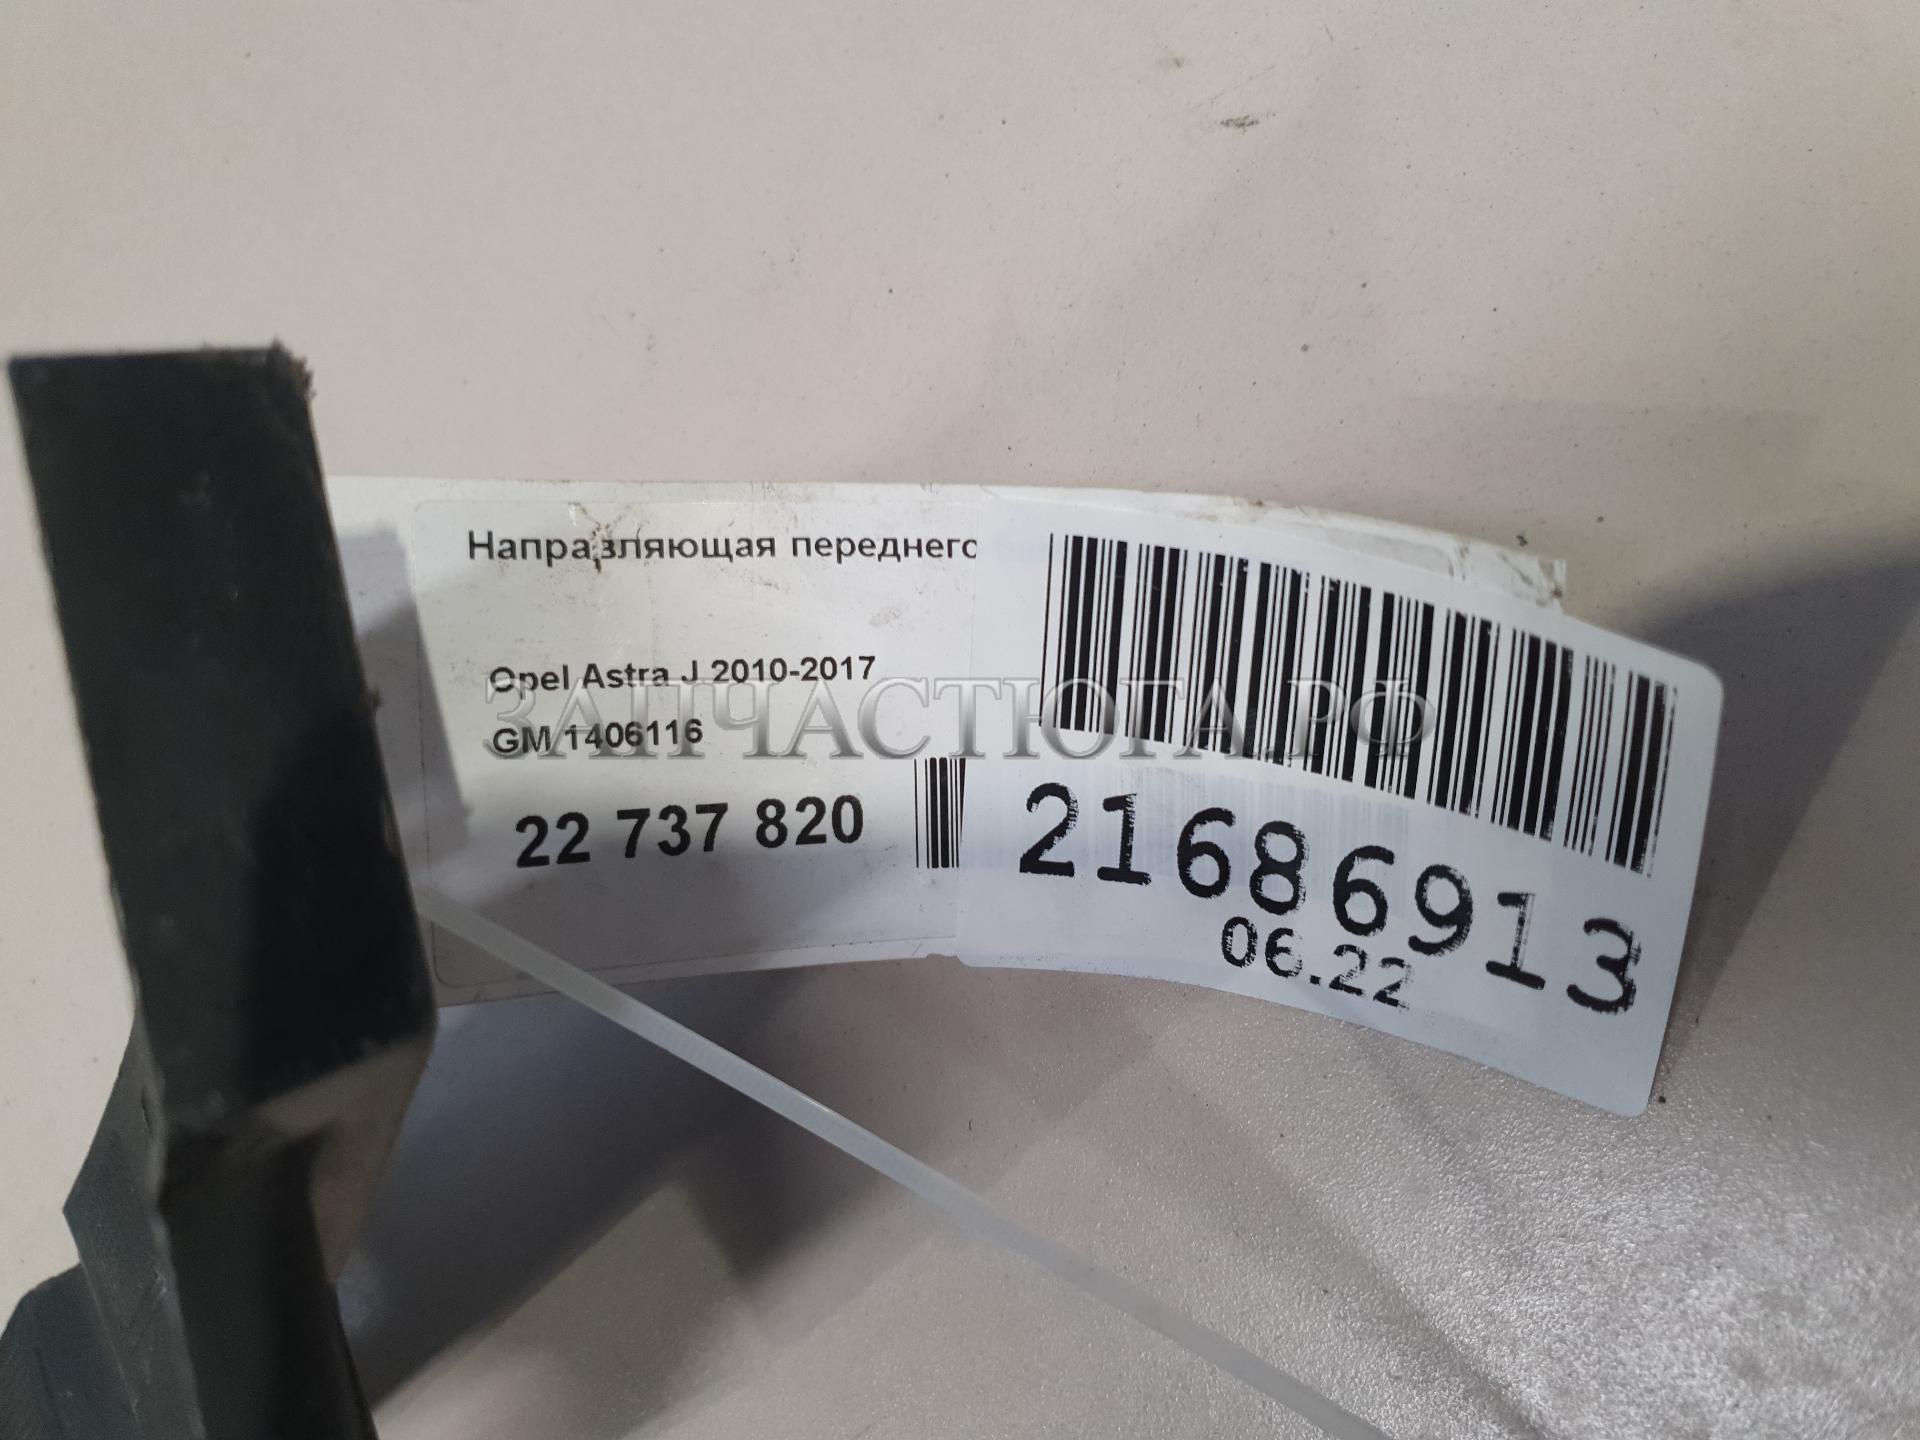 Направляющая переднего
Opel Astra J 2010-2017
GM 1406116
22 737 820
21686913
06.22
ЗАПЧАСТЮГА.РФ